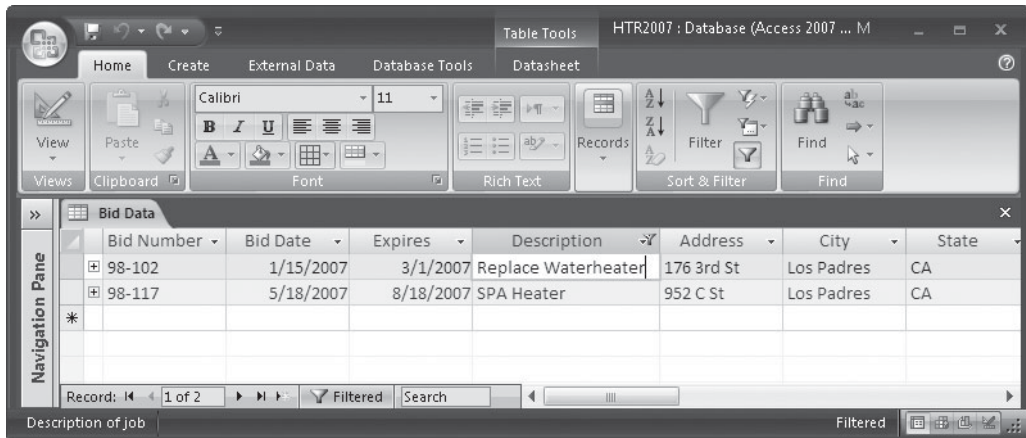 Table Tools HTR2007 : Database (Access 2007 ... M
Home Create External Data Database Tools Datasheet
Calibri 11
View Paste B I U Records Filter Find
Views Clipboard Font Rich Text Sort & Filter Find
Bid Data
Bid Number Bid Date Expires Description Address City State
98-102 1/15/2007 3/1/2007 Replace Waterheater 176 3rd St Los Padres CA
98-117 5/18/2007 8/18/2007 SPA Heater 952 C St Los Padres CA
Navigation Pane
Record: 1 of 2 Filtered Search
Description of job Filtered